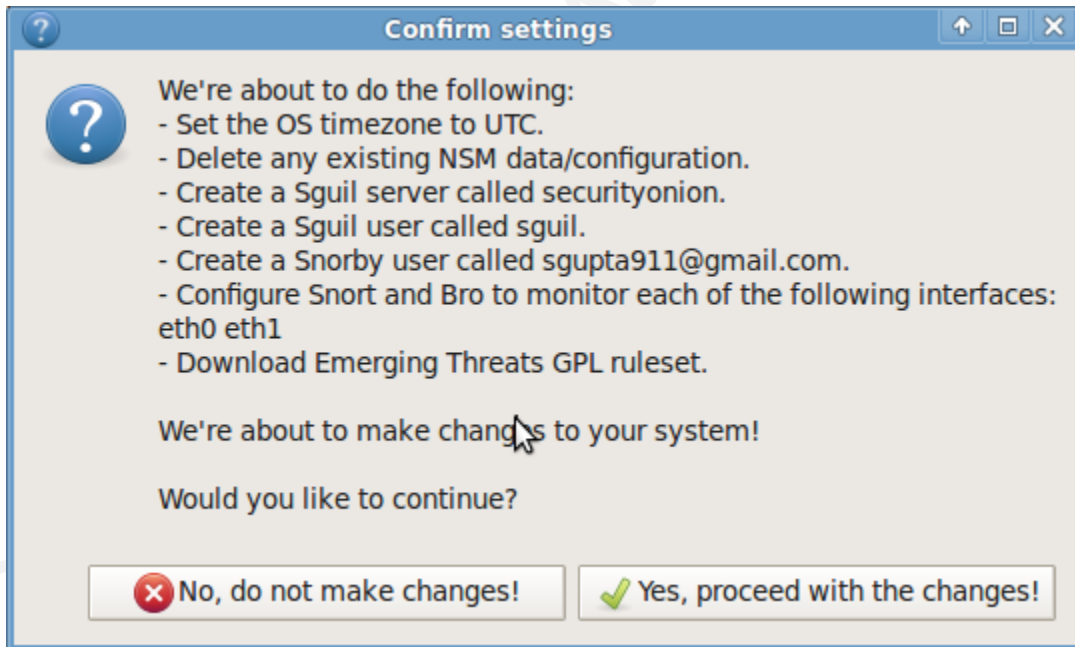 Confirm settings
We're about to do the following:
- Set the OS timezone to UTC.
- Delete any existing NSM data/configuration.
- Create a Sguil server called securityonion.
- Create a Sguil user called sguil.
- Create a Snorby user called sgupta911@gmail.com.
- Configure Snort and Bro to monitor each of the following interfaces:
eth0 eth1
- Download Emerging Threats GPL ruleset.
We're about to make changes to your system!
Would you like to continue?
No, do not make changes!
Yes, proceed with the changes!